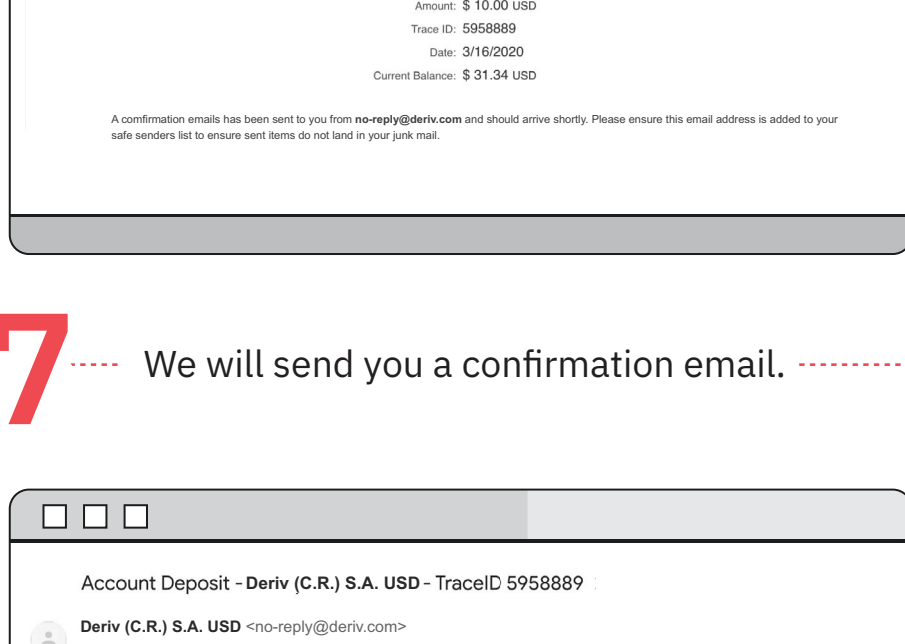 Amount: $ 10.00 USD
Trace ID: 5958889
Date: 3/16/2020
Current Balance: $ 31.34 USD
A comfirmation emails has been sent to you from no-reply@deriv.com and should arrive shortly. Please ensure this email address is added to your
safe senders list to ensure sent items do not land in your junk mail.
7 We will send you a confirmation email.
Account Deposit - Deriv (C.R.) S.A. USD - TraceID 5958889
Deriv (C.R.) S.A. USD <no-reply@deriv.com>